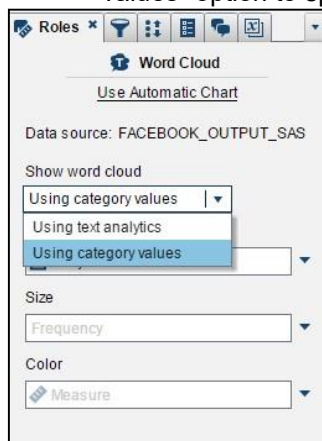 values" option to sp
Roles
Word Cloud
Use Automatic Chart
Data source: FACEBOOK_OUTPUT_SAS
Show word cloud
Using category values
Using text analytics
Using category values
Size
Frequency
Color
Measure